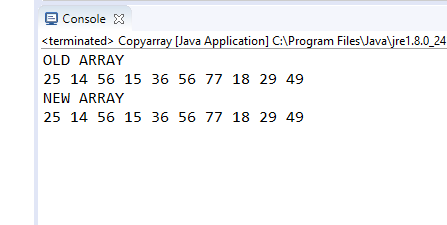 Console
<terminated> Copyarray [Java Application] C:\Program Files\Java\jre1.8.0_24
OLD ARRAY
25 14 56 15 36 56 77 18 29 49
NEW ARRAY
25 14 56 15 36 56 77 18 29 49